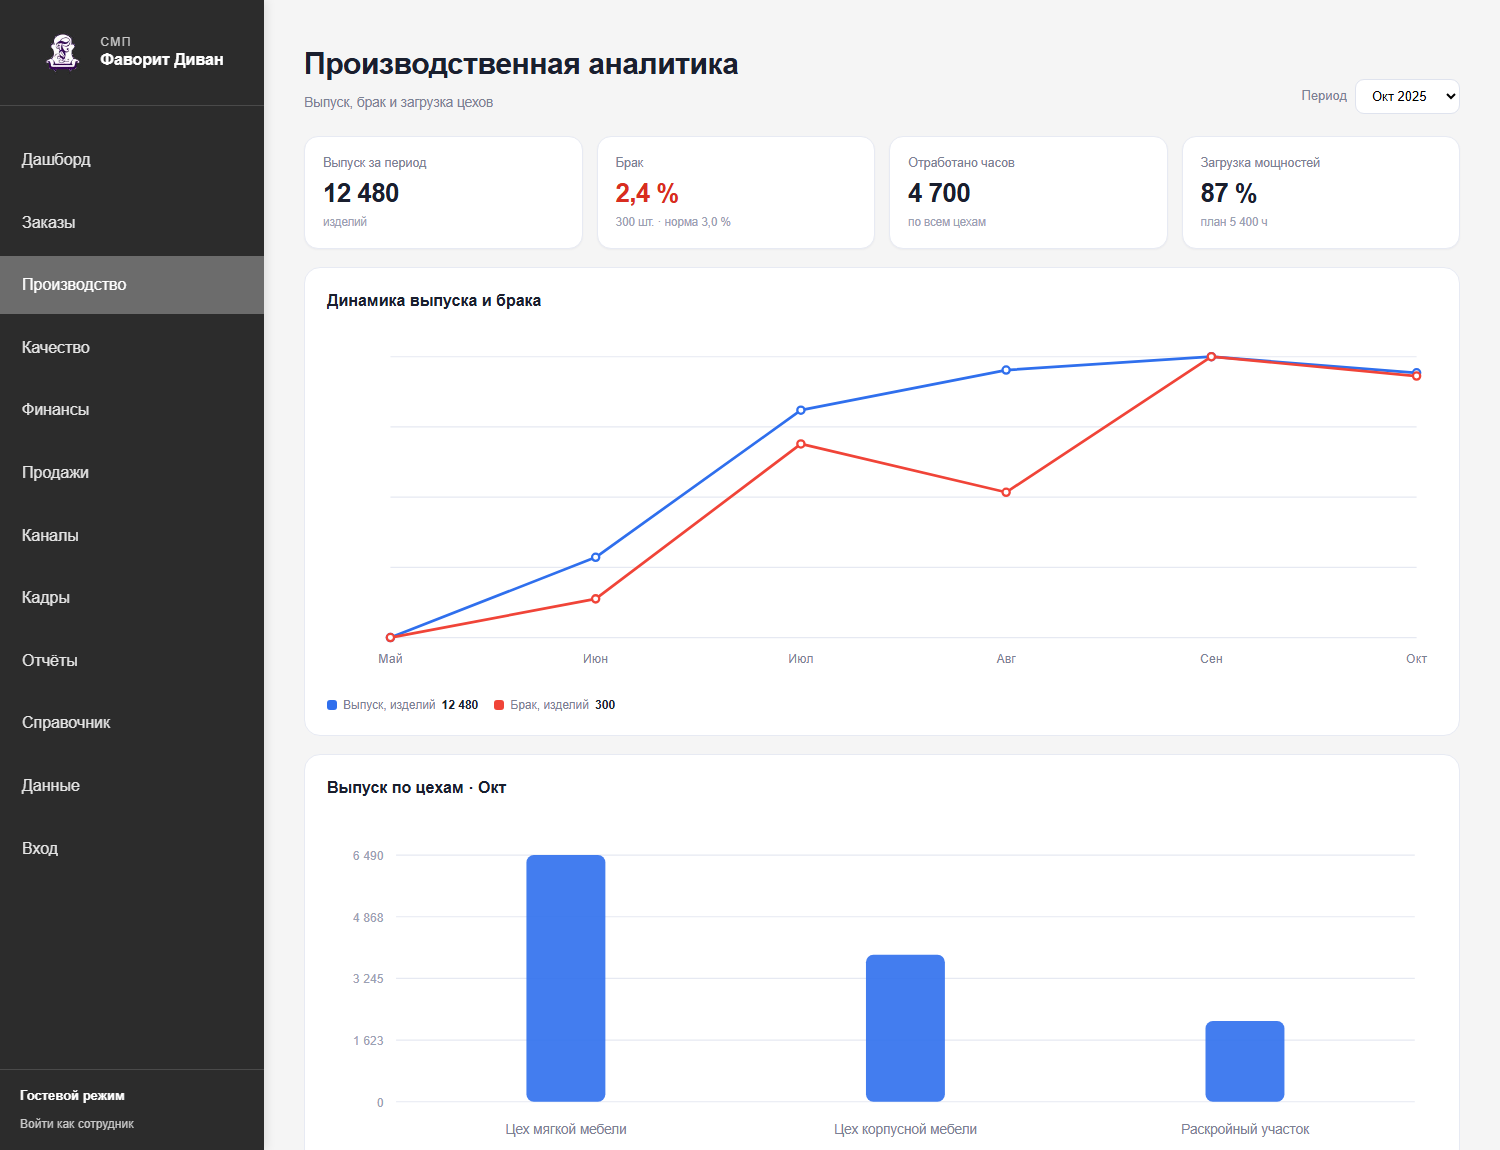 СМП
Фаворит Диван
Дашборд
Заказы
Производство
Качество
Финансы
Продажи
Каналы
Кадры
Отчёты
Справочник
Данные
Вход
Гостевой режим
Войти как сотрудник
Производственная аналитика
Выпуск, брак и загрузка цехов
Период Окт 2025
Выпуск за период
12 480
изделий
Брак
2,4 %
300 шт. · норма 3,0 %
Отработано часов
4 700
по всем цехам
Загрузка мощностей
87 %
план 5 400 ч
Динамика выпуска и брака
Май Июн Июл Авг Сен Окт
Выпуск, изделий 12 480 Брак, изделий 300
Выпуск по цехам · Окт
6 490
4 868
3 245
1 623
0
Цех мягкой мебели Цех корпусной мебели Раскройный участок